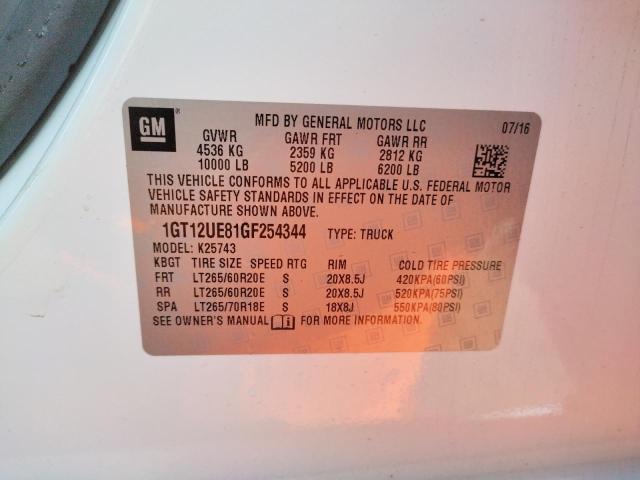 GM
MFD BY GENERAL MOTORS LLC 07/16
GVWR GAWR FRT GAWR RR
4536 KG 2359 KG 2812 KG
10000 LB 5200 LB 6200 LB
THIS VEHICLE CONFORMS TO ALL APPLICABLE U.S. FEDERAL MOTOR
VEHICLE SAFETY STANDARDS IN EFFECT ON THE DATE OF
MANUFACTURE SHOWN ABOVE.
1GT12UE81GF254344 TYPE: TRUCK
MODEL: K25743
KBGT TIRE SIZE SPEED RTG RIM COLD TIRE PRESSURE
FRT LT265/60R20E S 20X8.5J 420KPA(60PSI)
RR LT265/60R20E S 20X8.5J 520KPA(75PSI)
SPA LT265/70R18E S 18X8J 550KPA(80PSI)
SEE OWNER'S MANUAL FOR MORE INFORMATION.